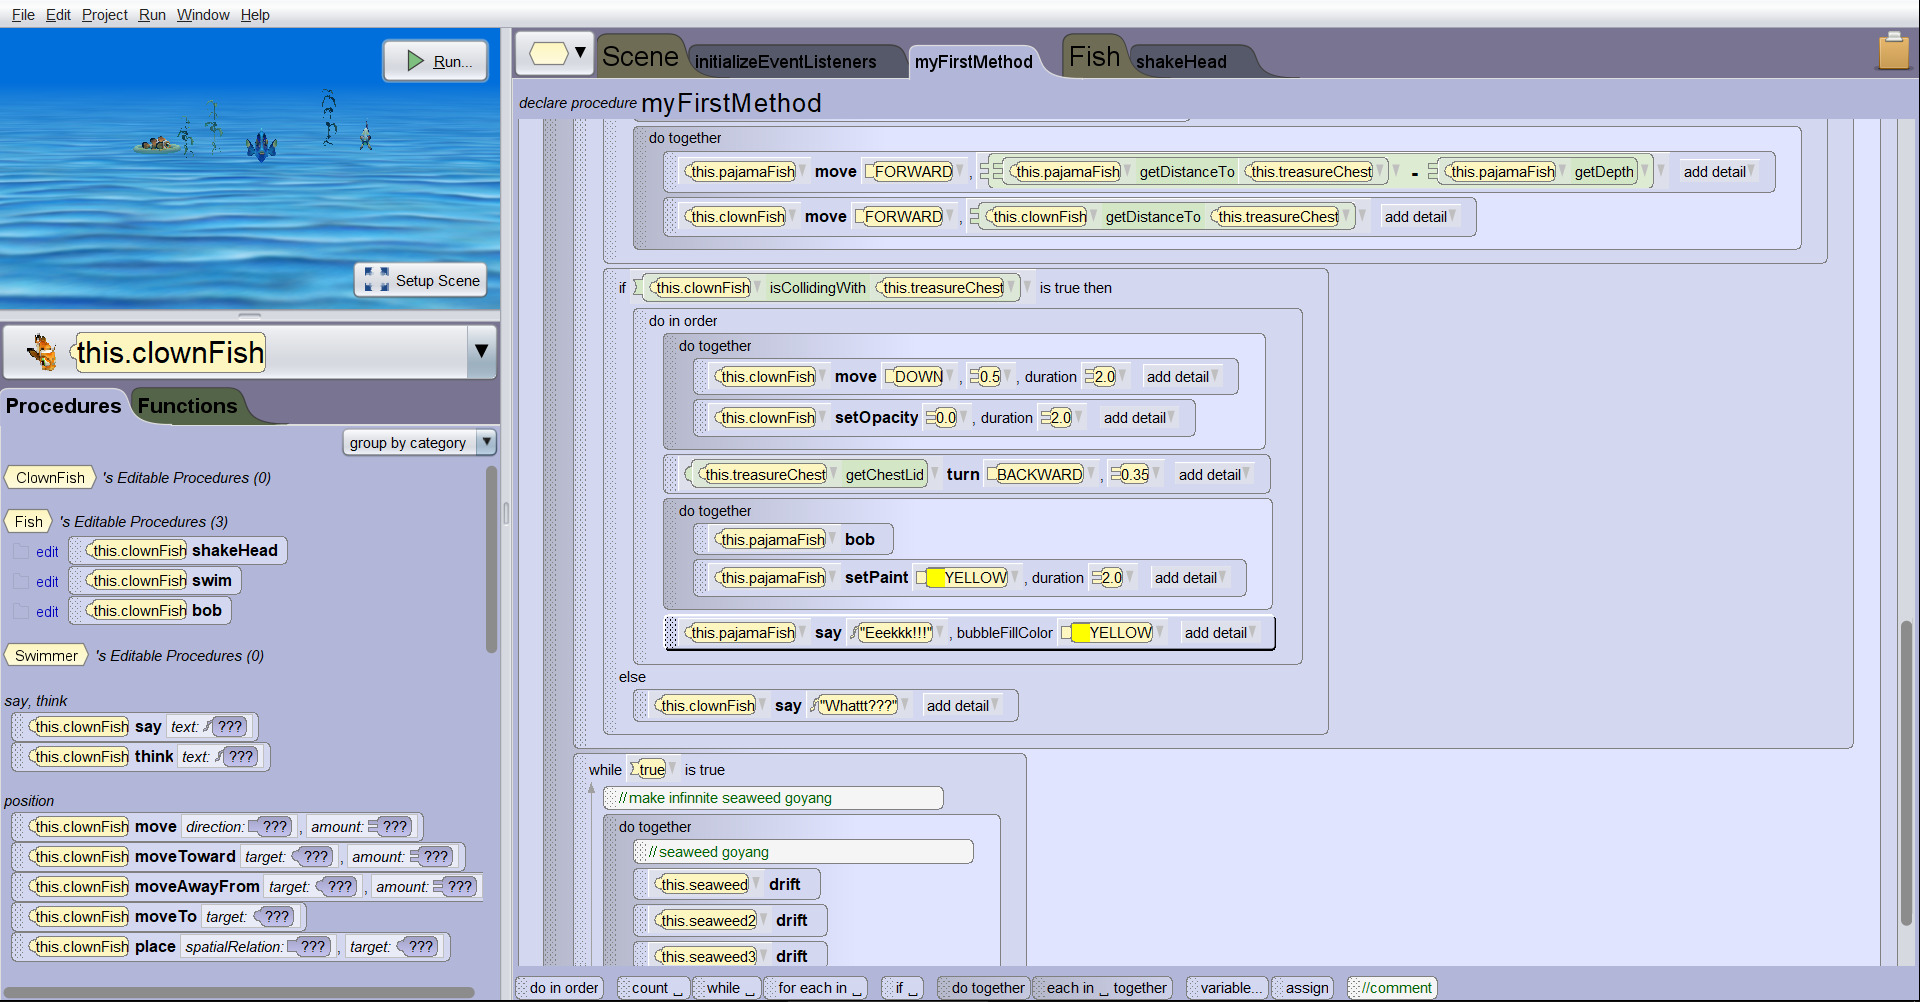 File Edit Project Run Window Help
Run...
Setup Scene
this.clownFish
Procedures Functions
group by category
ClownFish 's Editable Procedures (0)
Fish 's Editable Procedures (3)
edit this.clownFish shakeHead
edit this.clownFish swim
edit this.clownFish bob
Swimmer 's Editable Procedures (0)
say, think
this.clownFish say text: ???
this.clownFish think text: ???
position
this.clownFish move direction: ??? , amount: ???
this.clownFish moveToward target: ??? , amount: ???
this.clownFish moveAwayFrom target: ??? , amount: ???
this.clownFish moveTo target: ???
this.clownFish place spatialRelation: ??? , target: ???
Scene initializeEventListeners myFirstMethod Fish shakeHead
declare procedure myFirstMethod
do together
this.pajamaFish move FORWARD , this.pajamaFish getDistanceTo this.treasureChest - this.pajamaFish getDepth add detail
this.clownFish move FORWARD , this.clownFish getDistanceTo this.treasureChest add detail
if this.clownFish isCollidingWith this.treasureChest is true then
do in order
do together
this.clownFish move DOWN , 0.5 , duration 2.0 add detail
this.clownFish setOpacity 0.0 , duration 2.0 add detail
this.treasureChest getChestLid turn BACKWARD , 0.35 add detail
do together
this.pajamaFish bob
this.pajamaFish setPaint YELLOW , duration 2.0 add detail
this.pajamaFish say "Eeekkk!!!" , bubbleFillColor YELLOW add detail
else
this.clownFish say "Whattt???" add detail
while true is true
//make infinnite seaweed goyang
do together
//seaweed goyang
this.seaweed drift
this.seaweed2 drift
this.seaweed3 drift
do in order count _ while _ for each in _ if _ do together each in _ together variable... assign //comment